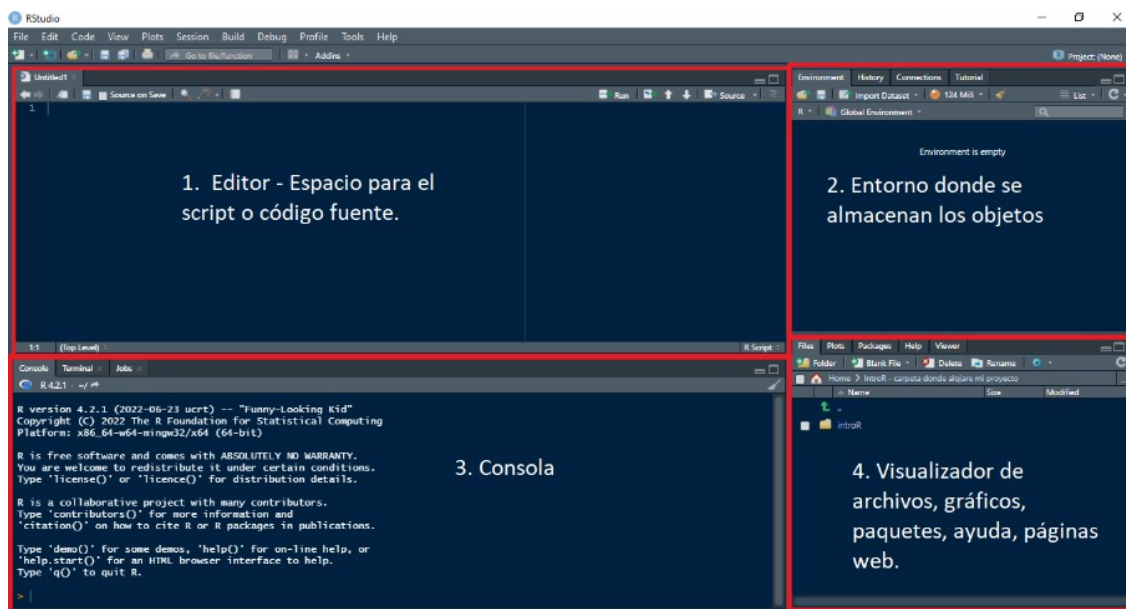 RStudio
File Edit Code View Plots Session Build Debug Profile Tools Help
Go to file/function Addins Project: (None)
Untitled1
Source on Save Run Source
1
1. Editor - Espacio para el
script o código fuente.
1:1 (Top Level) R Script
Environment History Connections Tutorial
Import Dataset 124 MiB List
R Global Environment
Environment is empty
2. Entorno donde se
almacenan los objetos
Console Terminal Jobs
R 4.2.1 · ~/
R version 4.2.1 (2022-06-23 ucrt) -- "Funny-Looking Kid"
Copyright (C) 2022 The R Foundation for Statistical Computing
Platform: x86_64-w64-mingw32/x64 (64-bit)
R is free software and comes with ABSOLUTELY NO WARRANTY.
You are welcome to redistribute it under certain conditions.
Type 'license()' or 'licence()' for distribution details.
R is a collaborative project with many contributors.
Type 'contributors()' for more information and
'citation()' on how to cite R or R packages in publications.
Type 'demo()' for some demos, 'help()' for on-line help, or
'help.start()' for an HTML browser interface to help.
Type 'q()' to quit R.
>
3. Consola
Files Plots Packages Help Viewer
Folder Blank File Delete Rename
Home > IntroR - carpeta donde alojare mi proyecto
Name Size Modified
..
introR
4. Visualizador de
archivos, gráficos,
paquetes, ayuda, páginas
web.